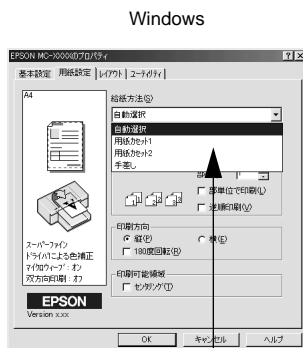 Windows
EPSON MC-XXXXのプロパティ
基本設定 用紙設定 レイアウト ユーティリティ
A4
給紙方法(S)
自動選択
自動選択
用紙カセット1
用紙カセット2
手差し
部単位で印刷(L)
逆順印刷(V)
印刷方向
縦(P) 横(E)
180度回転(R)
印刷可能領域
センタリング(T)
スーパーファイン
ドライバによる色補正
マイクロウィーブ:オン
双方向印刷:オフ
EPSON
Version x.xx
OK キャンセル ヘルプ